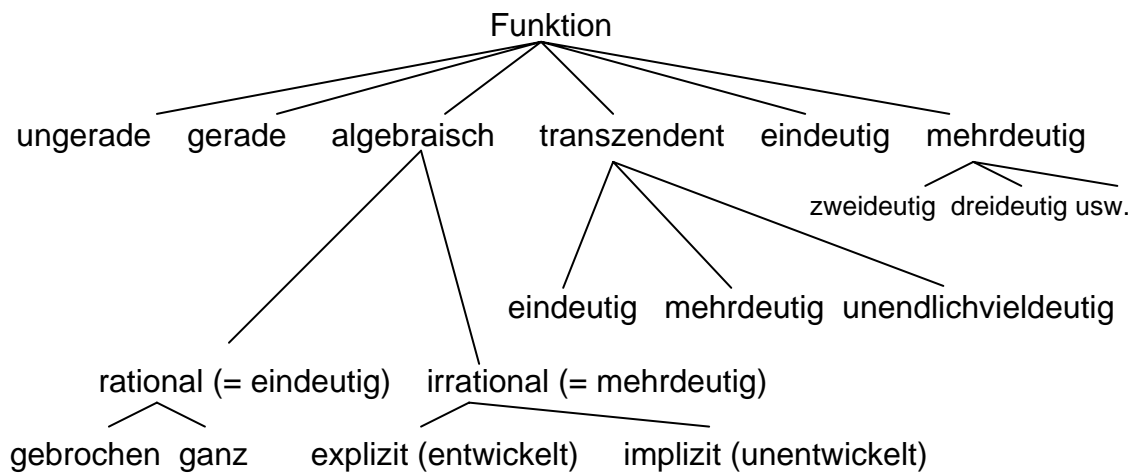 Funktion
ungerade gerade algebraisch transzendent eindeutig mehrdeutig
zweideutig dreideutig usw.
eindeutig mehrdeutig unendlichvieldeutig
rational (= eindeutig) irrational (= mehrdeutig)
gebrochen ganz explizit (entwickelt) implizit (unentwickelt)